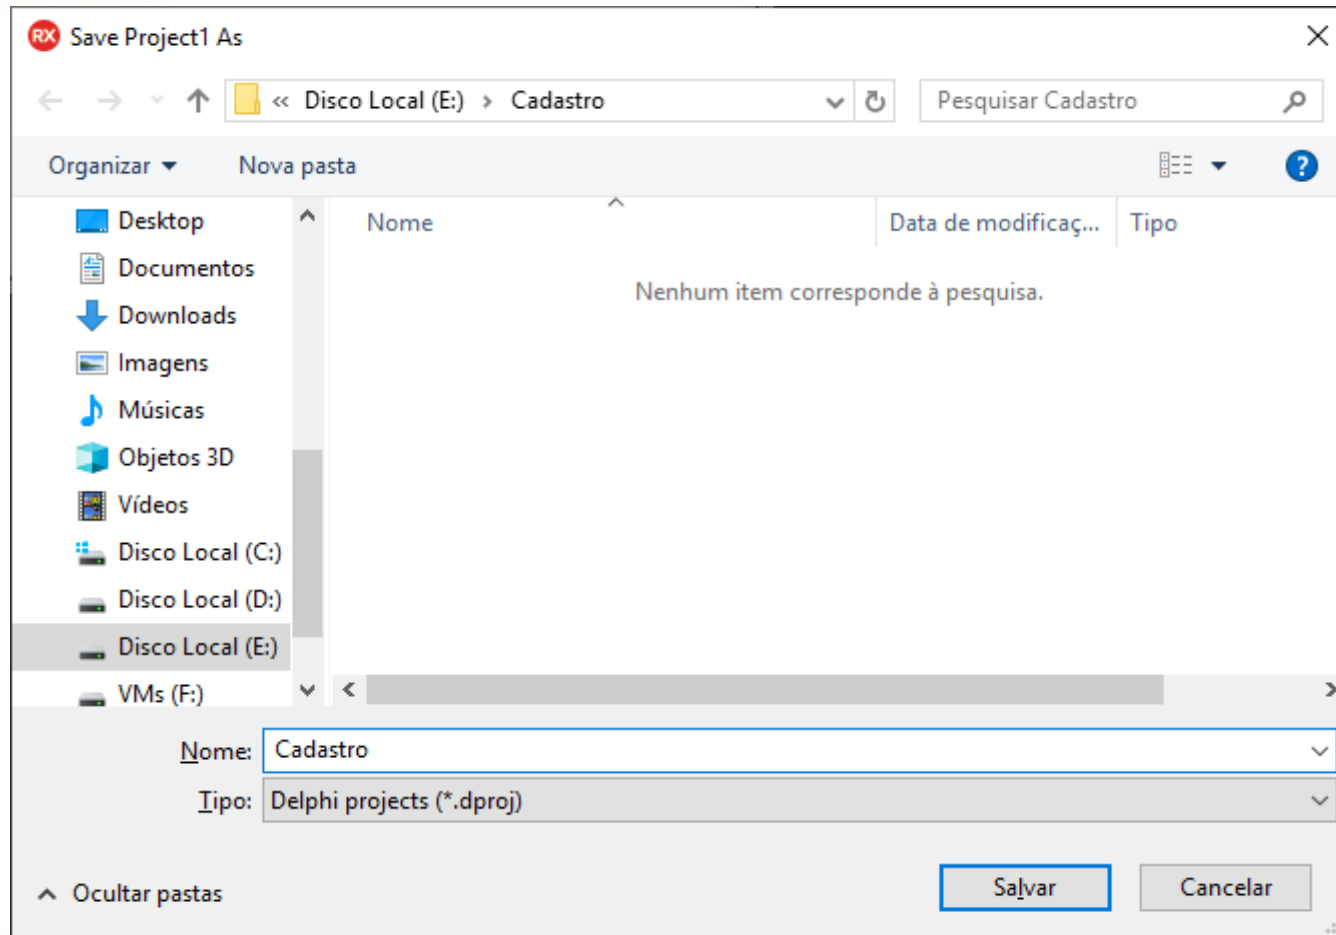 RX Save Project1 As
« Disco Local (E:) > Cadastro
Pesquisar Cadastro
Organizar
Nova pasta
?
Nome
Data de modificaç...
Tipo
Desktop
Documentos
Downloads
Imagens
Músicas
Objetos 3D
Vídeos
Disco Local (C:)
Disco Local (D:)
Disco Local (E:)
VMs (F:)
Nenhum item corresponde à pesquisa.
Nome: Cadastro
Tipo: Delphi projects (*.dproj)
Ocultar pastas
Salvar
Cancelar